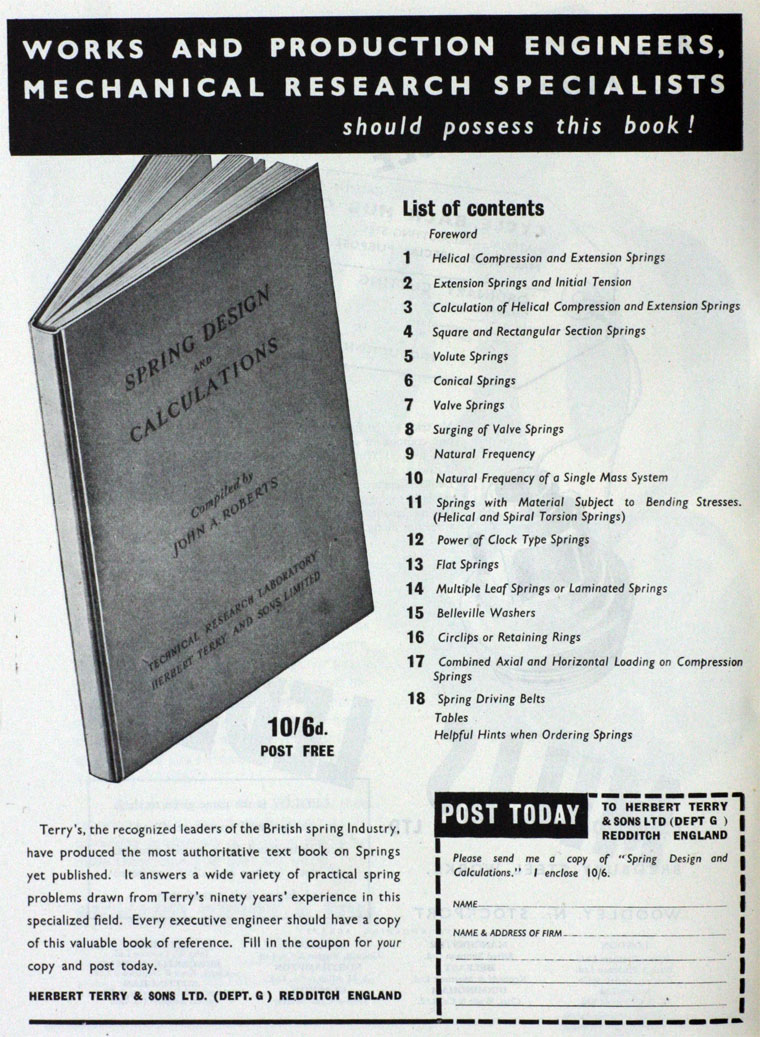 WORKS AND PRODUCTION ENGINEERS,
MECHANICAL RESEARCH SPECIALISTS
should possess this book!
SPRING DESIGN
AND
CALCULATIONS
Compiled by
JOHN A. ROBERTS
TECHNICAL RESEARCH LABORATORY
HERBERT TERRY AND SONS LIMITED
10/6d.
POST FREE
List of contents
Foreword
1 Helical Compression and Extension Springs
2 Extension Springs and Initial Tension
3 Calculation of Helical Compression and Extension Springs
4 Square and Rectangular Section Springs
5 Volute Springs
6 Conical Springs
7 Valve Springs
8 Surging of Valve Springs
9 Natural Frequency
10 Natural Frequency of a Single Mass System
11 Springs with Material Subject to Bending Stresses.
(Helical and Spiral Torsion Springs)
12 Power of Clock Type Springs
13 Flat Springs
14 Multiple Leaf Springs or Laminated Springs
15 Belleville Washers
16 Circlips or Retaining Rings
17 Combined Axial and Horizontal Loading on Compression
Springs
18 Spring Driving Belts
Tables
Helpful Hints when Ordering Springs
Terry's, the recognized leaders of the British spring Industry,
have produced the most authoritative text book on Springs
yet published. It answers a wide variety of practical spring
problems drawn from Terry's ninety years' experience in this
specialized field. Every executive engineer should have a copy
of this valuable book of reference. Fill in the coupon for your
copy and post today.
HERBERT TERRY & SONS LTD. (DEPT. G ) REDDITCH ENGLAND
POST TODAY
TO HERBERT TERRY
& SONS LTD (DEPT G )
REDDITCH ENGLAND
Please send me a copy of "Spring Design and
Calculations." I enclose 10/6.
NAME
NAME & ADDRESS OF FIRM